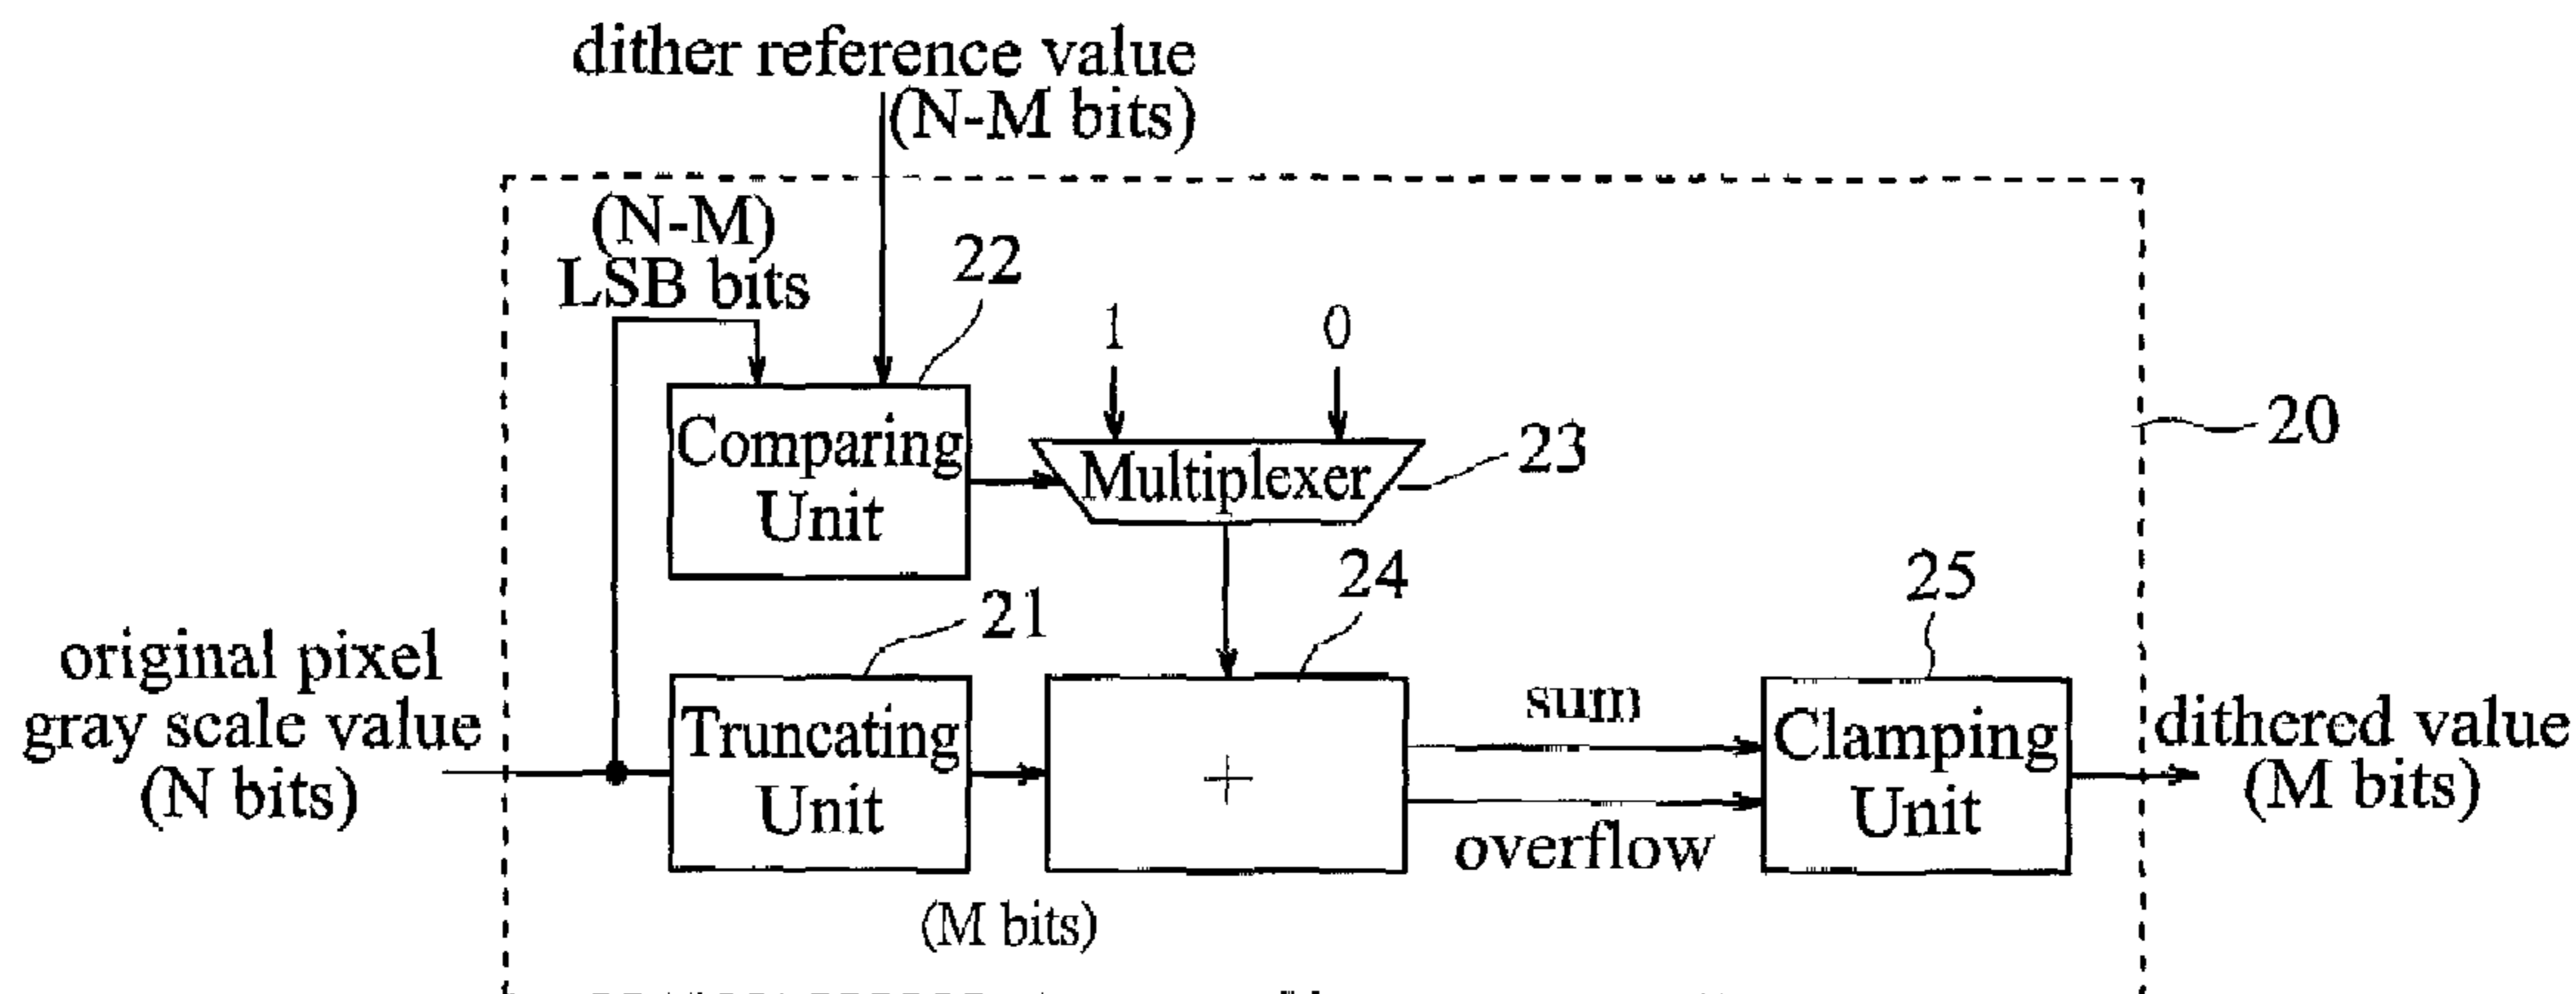 dither reference value
(N-M bits)
(N-M)
LSB bits
22
1
0
20
Comparing
Unit
Multiplexer
23
24
25
21
original pixel
gray scale value
(N bits)
Truncating
Unit
+
sum
overflow
Clamping
Unit
dithered value
(M bits)
(M bits)